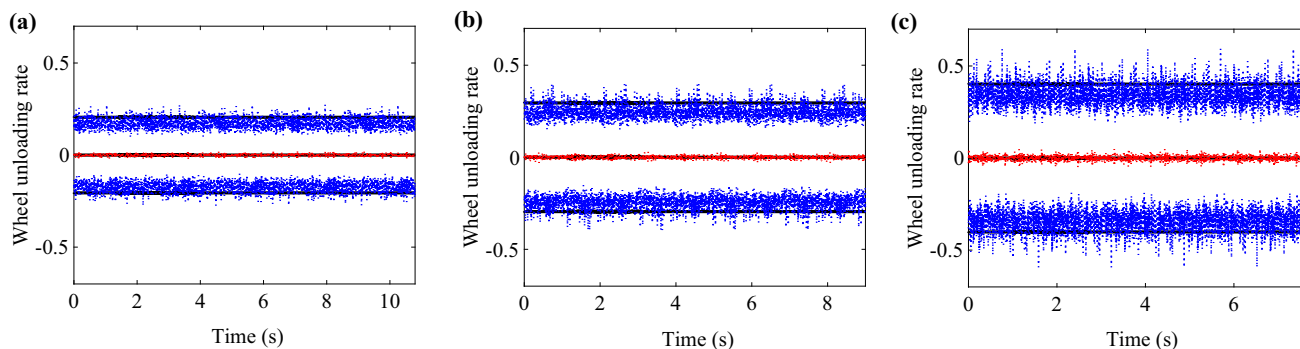 (a)
Wheel unloading rate
0.5
0
-0.5
0 2 4 6 8 10
Time (s)
(b)
Wheel unloading rate
0.5
0
-0.5
0 2 4 6 8
Time (s)
(c)
Wheel unloading rate
0.5
0
-0.5
0 2 4 6
Time (s)